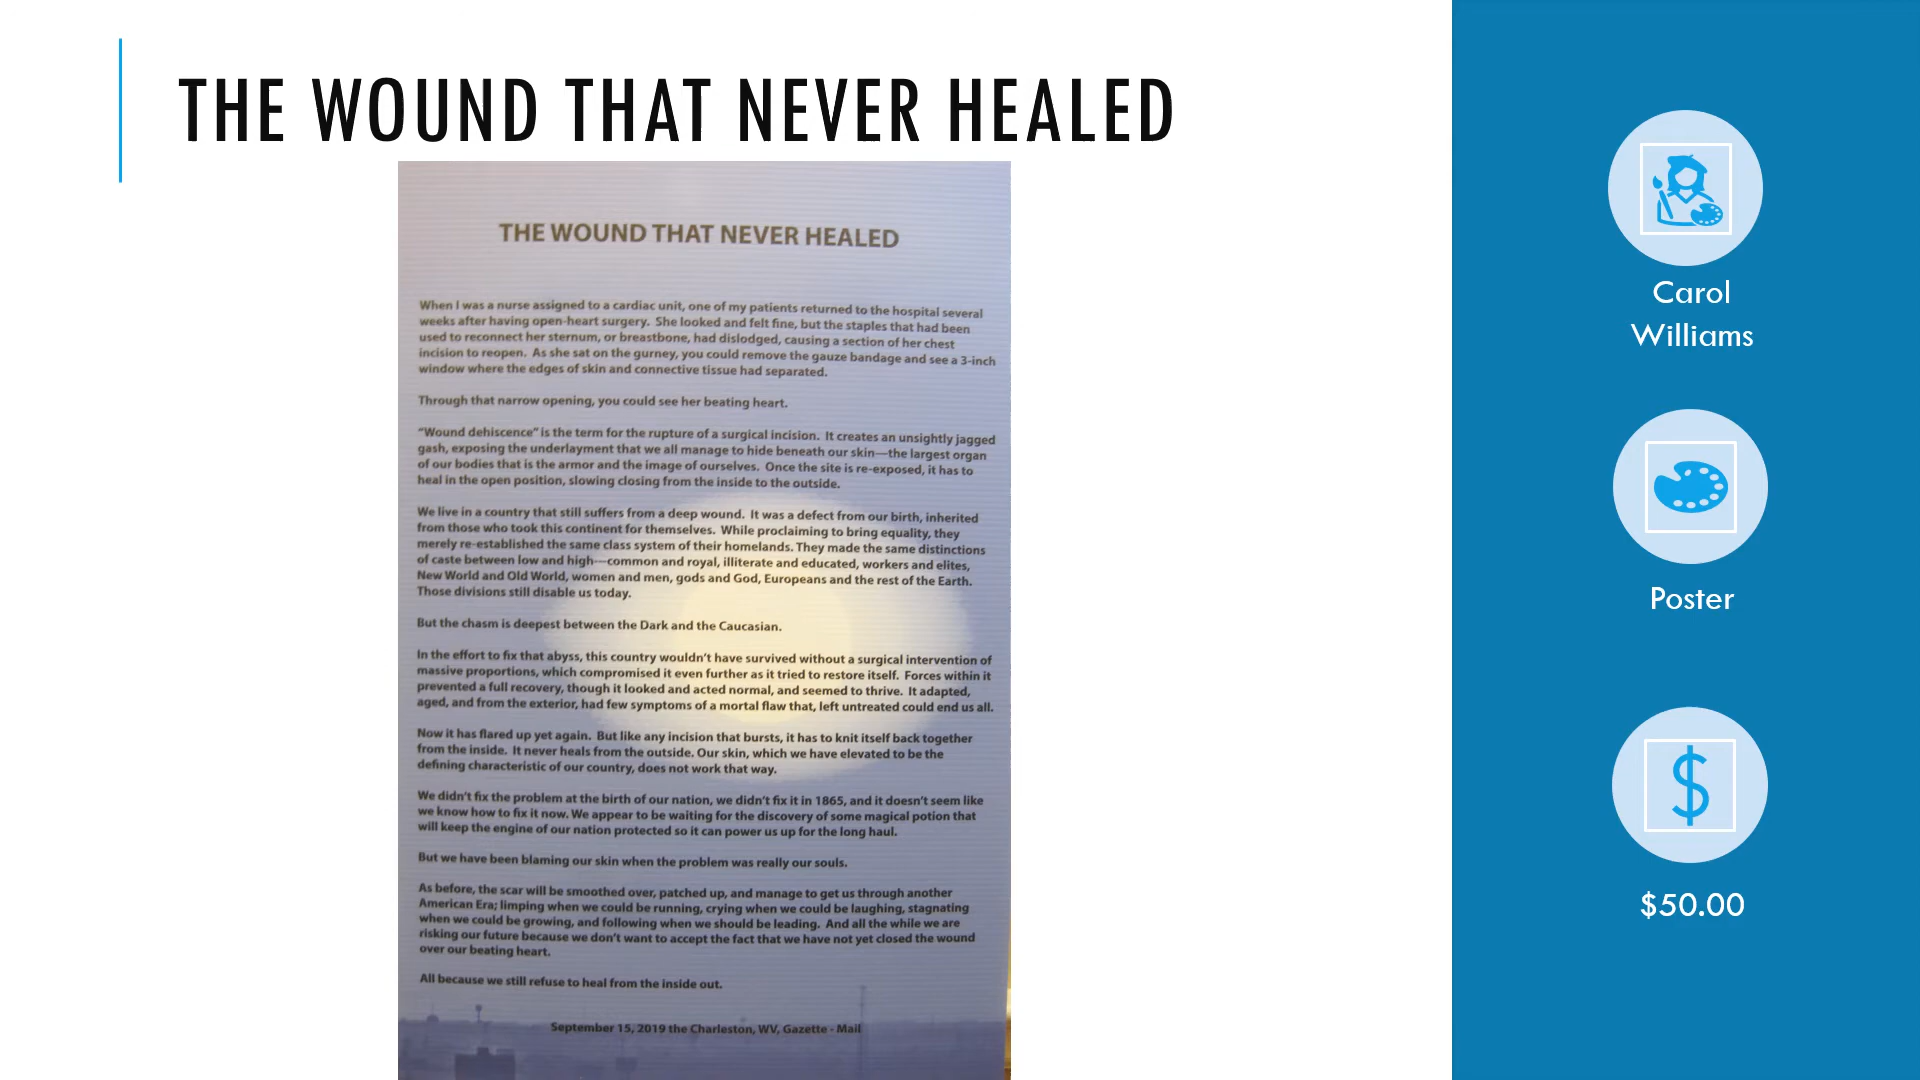 THE WOUND THAT NEVER HEALED
THE WOUND THAT NEVER HEALED
When I was a nurse assigned to a cardiac unit, one of my patients returned to the hospital several
weeks after having open-heart surgery. She looked and felt fine, but the staples that had been
used to reconnect her sternum, or breastbone, had dislodged, causing a section of her chest
incision to reopen. As she sat on the gurney, you could remove the gauze bandage and see a 3-inch
window where the edges of skin and connective tissue had separated.
Through that narrow opening, you could see her beating heart.
"Wound dehiscence" is the term for the rupture of a surgical incision. It creates an unsightly jagged
gash, exposing the underlayment that we all manage to hide beneath our skin—the largest organ
of our bodies that is the armor and the image of ourselves. Once the site is re-exposed, it has to
heal in the open position, slowing closing from the inside to the outside.
We live in a country that still suffers from a deep wound. It was a defect from our birth, inherited
from those who took this continent for themselves. While proclaiming to bring equality, they
merely re-established the same class system of their homelands. They made the same distinctions
of caste between low and high---common and royal, illiterate and educated, workers and elites,
New World and Old World, women and men, gods and God, Europeans and the rest of the Earth.
Those divisions still disable us today.
But the chasm is deepest between the Dark and the Caucasian.
In the effort to fix that abyss, this country wouldn't have survived without a surgical intervention of
massive proportions, which compromised it even further as it tried to restore itself. Forces within it
prevented a full recovery, though it looked and acted normal, and seemed to thrive. It adapted,
aged, and from the exterior, had few symptoms of a mortal flaw that, left untreated could end us all.
Now it has flared up yet again. But like any incision that bursts, it has to knit itself back together
from the inside. It never heals from the outside. Our skin, which we have elevated to be the
defining characteristic of our country, does not work that way.
We didn't fix the problem at the birth of our nation, we didn't fix it in 1865, and it doesn't seem like
we know how to fix it now. We appear to be waiting for the discovery of some magical potion that
will keep the engine of our nation protected so it can power us up for the long haul.
But we have been blaming our skin when the problem was really our souls.
As before, the scar will be smoothed over, patched up, and manage to get us through another
American Era; limping when we could be running, crying when we could be laughing, stagnating
when we could be growing, and following when we should be leading. And all the while we are
risking our future because we don't want to accept the fact that we have not yet closed the wound
over our beating heart.
All because we still refuse to heal from the inside out.
September 15, 2019 the Charleston, WV, Gazette - Mail
Carol
Williams
Poster
$50.00